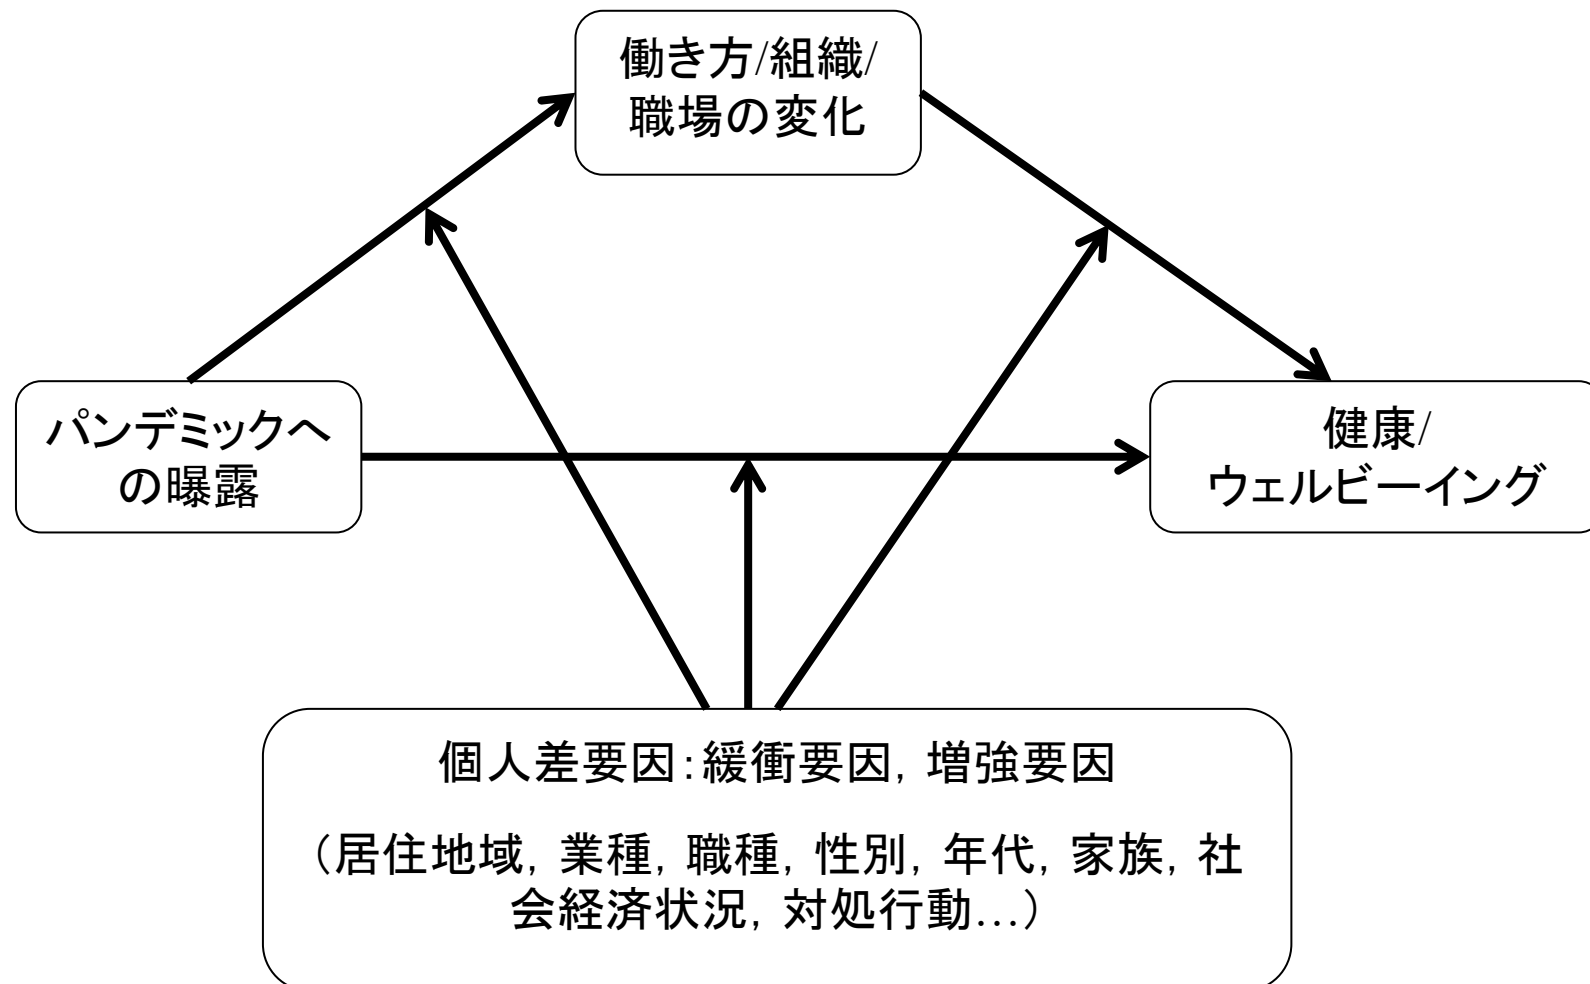 働き方/組織/
職場の変化
パンデミックへ
の曝露
健康/
ウェルビーイング
個人差要因：緩衝要因，増強要因
（居住地域，業種，職種，性別，年代，家族，社
会経済状況，対処行動…）